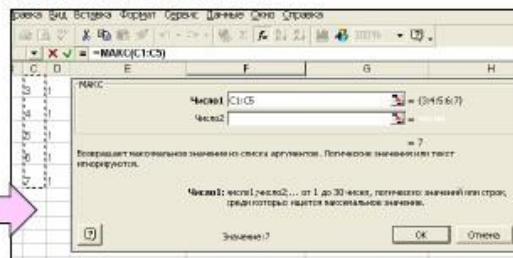 Правка Вид Вставка Формат Сервис Данные Окно Справка
=МАКС(C1:C5)
C D E F G H
МАКС
Число1 C1:C5 = {3:4:5:6:7}
Число2 =
3 !
4 !
5 !
6 !
7 !
= 7
Возвращает максимальное значение из списка аргументов. Логические значения или текст
игнорируются.
Число1: число1;число2;... от 1 до 30 чисел, логических значений или строк,
среди которых ищется максимальное значение.
Значение:7
OK
Отмена